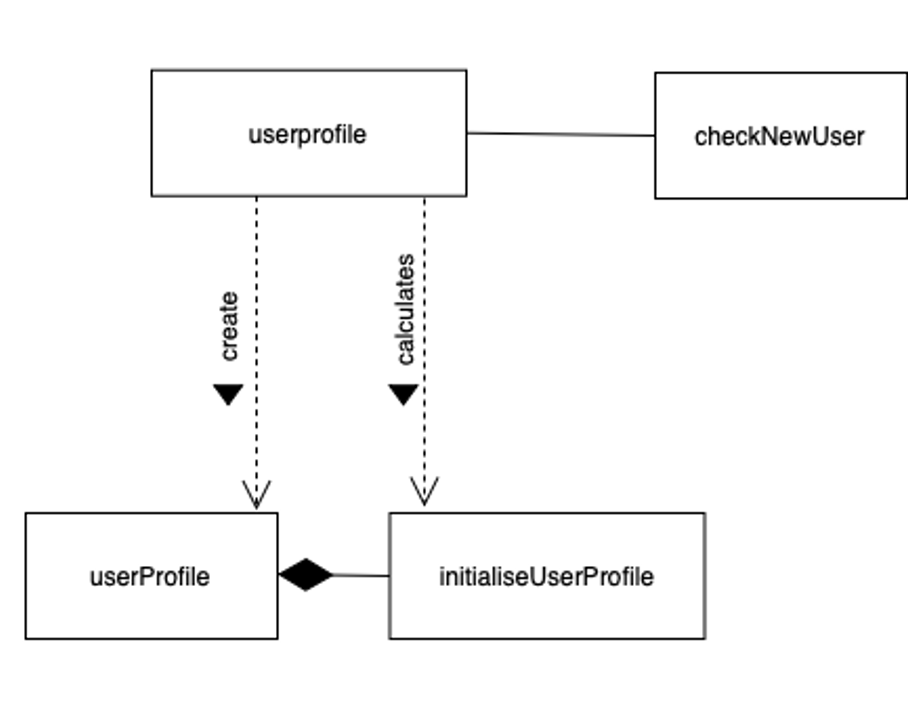 userprofile
checkNewUser
create
calculates
userProfile
initialiseUserProfile